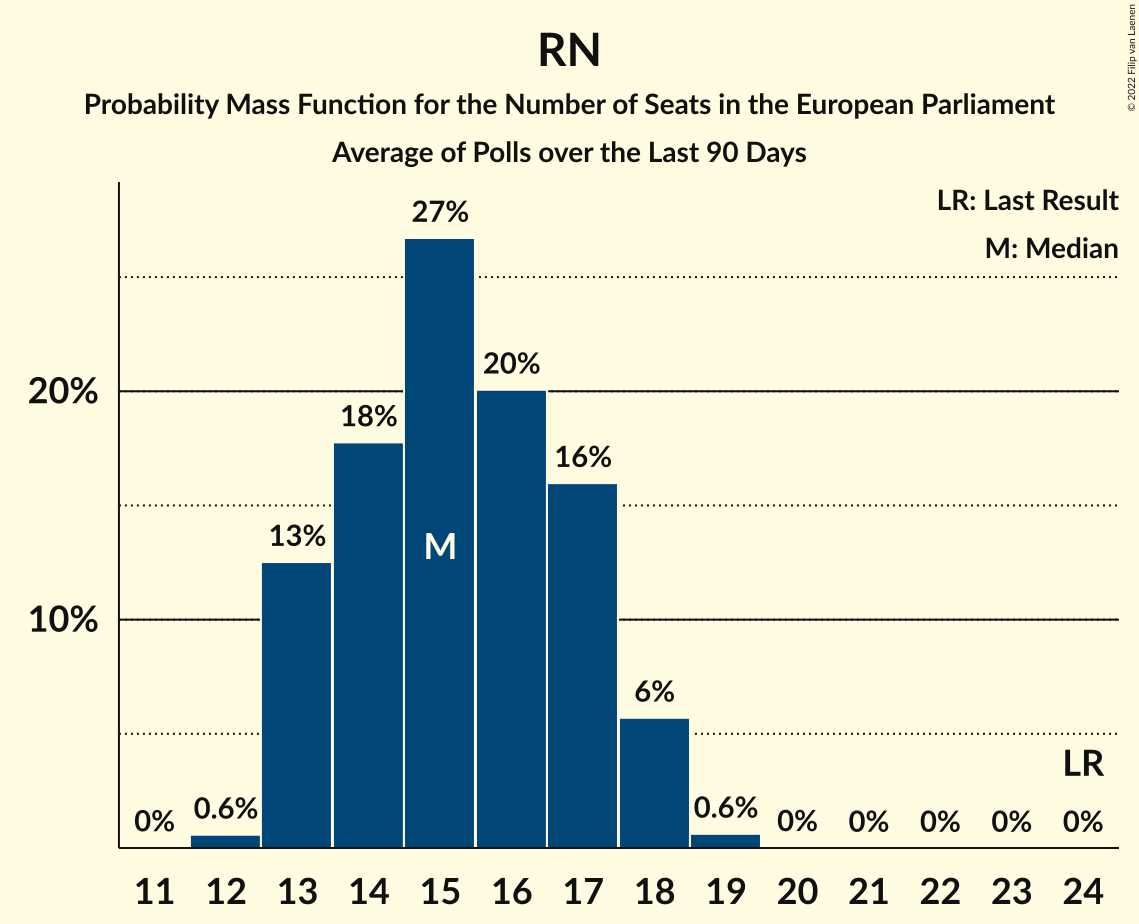 RN
Probability Mass Function for the Number of Seats in the European Parliament
Average of Polls over the Last 90 Days
© 2022 Filip van Laenen
LR: Last Result
M: Median
27%
20%
20%
18%
16%
13%
M
10%
6%
LR
0%
0.6%
0.6%
0%
0%
0%
0%
0%
11 12 13 14 15 16 17 18 19 20 21 22 23 24